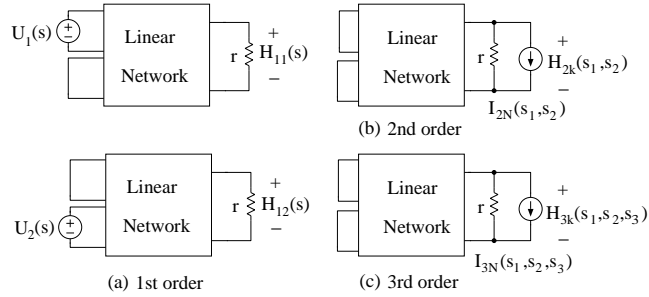 U1(s)
+
−
Linear
Network
r
+
H11(s)
−
U2(s)
+
−
Linear
Network
r
+
H12(s)
−
(a) 1st order
Linear
Network
r
+
H2k(s1,s2)
−
I2N(s1,s2)
(b) 2nd order
Linear
Network
r
+
H3k(s1,s2,s3)
−
I3N(s1,s2,s3)
(c) 3rd order